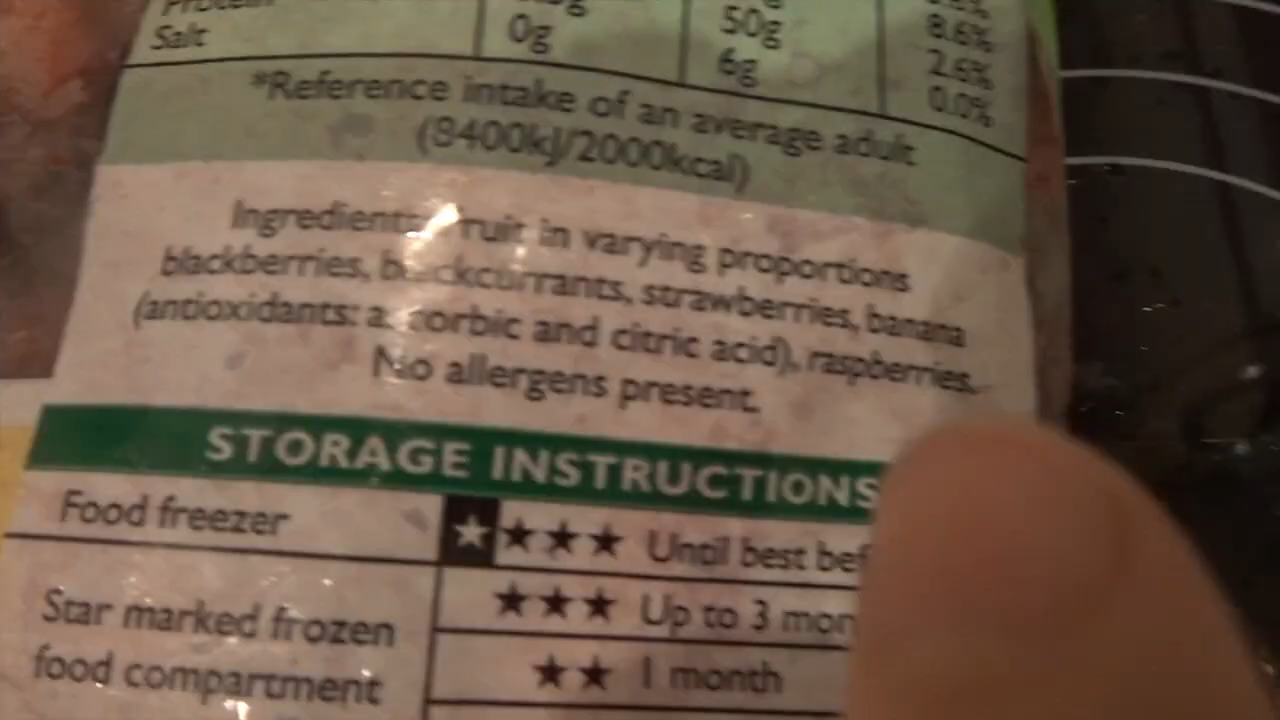 Protein 50g 8.6%
Salt 0g 6g 2.6%
0.0%
*Reference intake of an average adult
(8400kJ/2000kcal)
Ingredients: Fruit in varying proportions
blackberries, blackcurrants, strawberries, banana
(antioxidants: ascorbic and citric acid), raspberries.
No allergens present.
STORAGE INSTRUCTIONS
Food freezer ★★★★ Until best bef
Star marked frozen
food compartment
★★★ Up to 3 mon
★★ 1 month